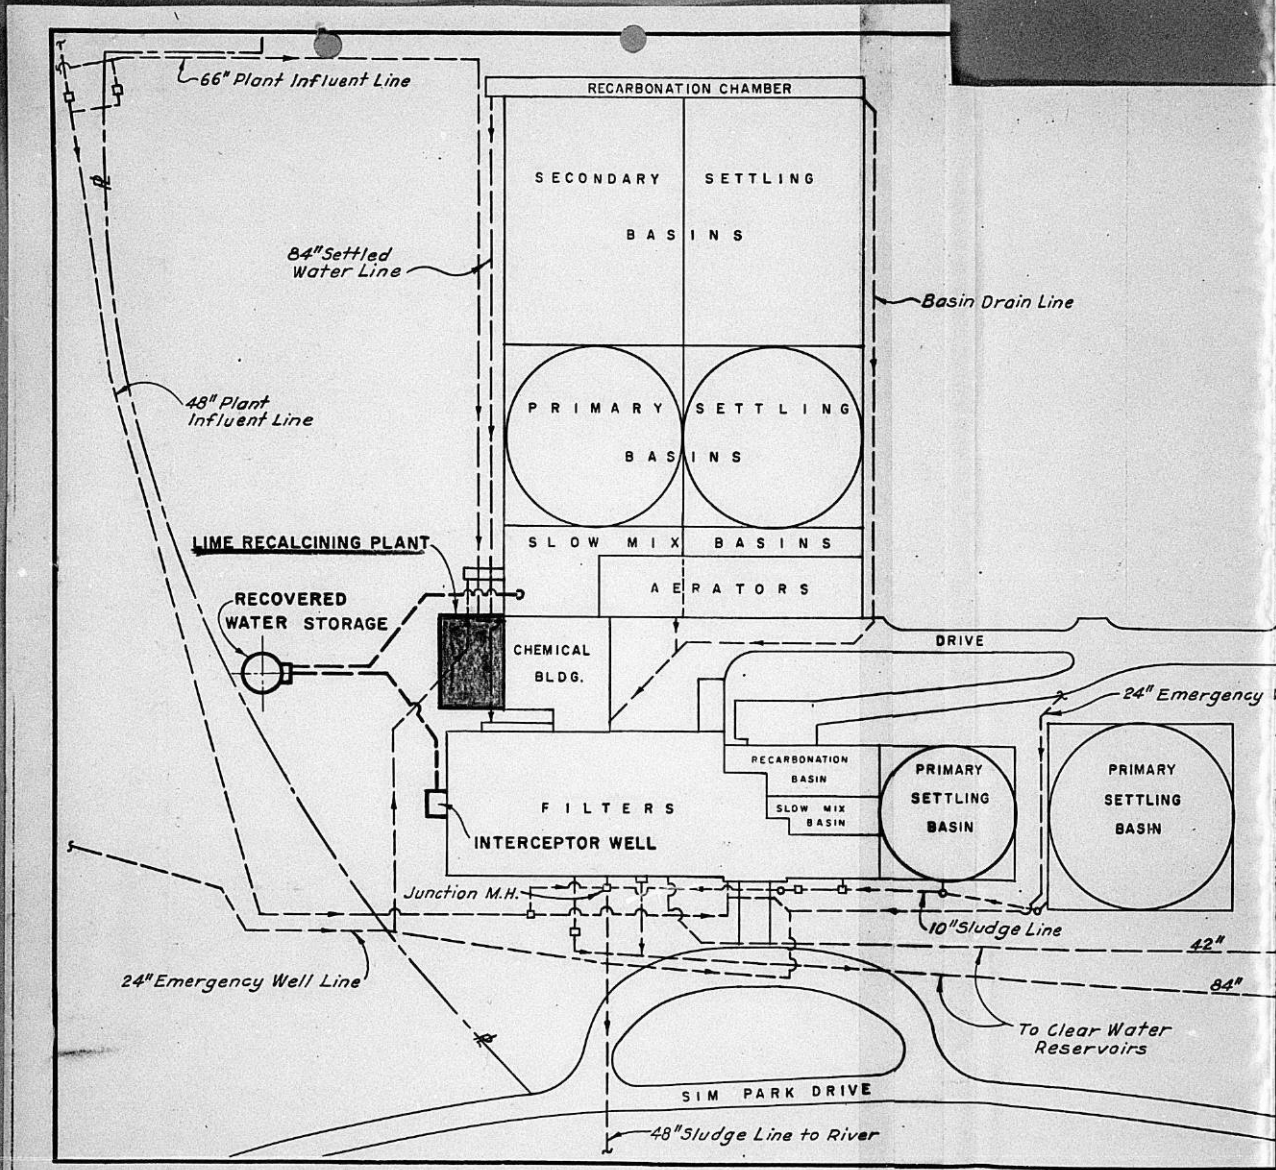 66" Plant Influent Line
RECARBONATION CHAMBER
SECONDARY SETTLING
BASINS
84" Settled
Water Line
Basin Drain Line
48" Plant
Influent Line
PRIMARY SETTLING
BASINS
LIME RECALCINING PLANT
SLOW MIX BASINS
AERATORS
RECOVERED
WATER STORAGE
CHEMICAL
BLDG.
DRIVE
24" Emergency
RECARBONATION
BASIN
PRIMARY
SETTLING
BASIN
PRIMARY
SETTLING
BASIN
FILTERS
SLOW MIX
BASIN
INTERCEPTOR WELL
Junction M.H.
10" Sludge Line
42"
24" Emergency Well Line
84"
To Clear Water
Reservoirs
SIM PARK DRIVE
48" Sludge Line to River